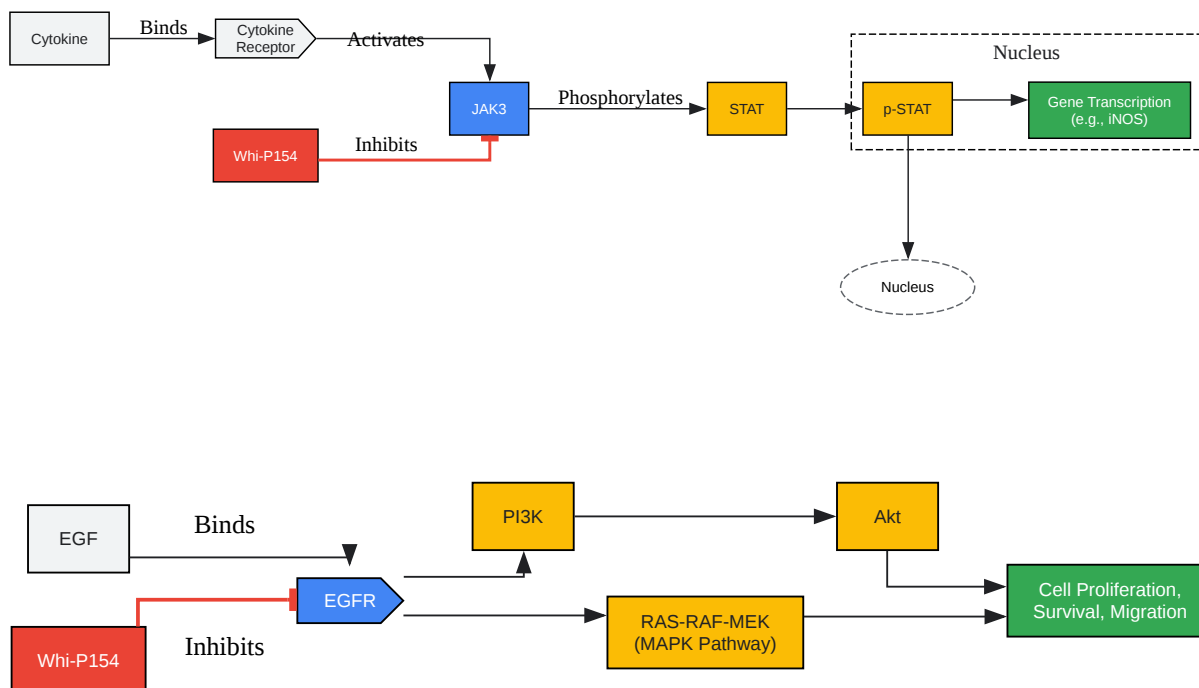 Cytokine
Binds
Cytokine
Receptor
Activates
JAK3
Phosphorylates
STAT
Nucleus
p-STAT
Gene Transcription
(e.g., iNOS)
Whi-P154
Inhibits
Nucleus
EGF
Binds
PI3K
Akt
EGFR
Whi-P154
Inhibits
RAS-RAF-MEK
(MAPK Pathway)
Cell Proliferation,
Survival, Migration